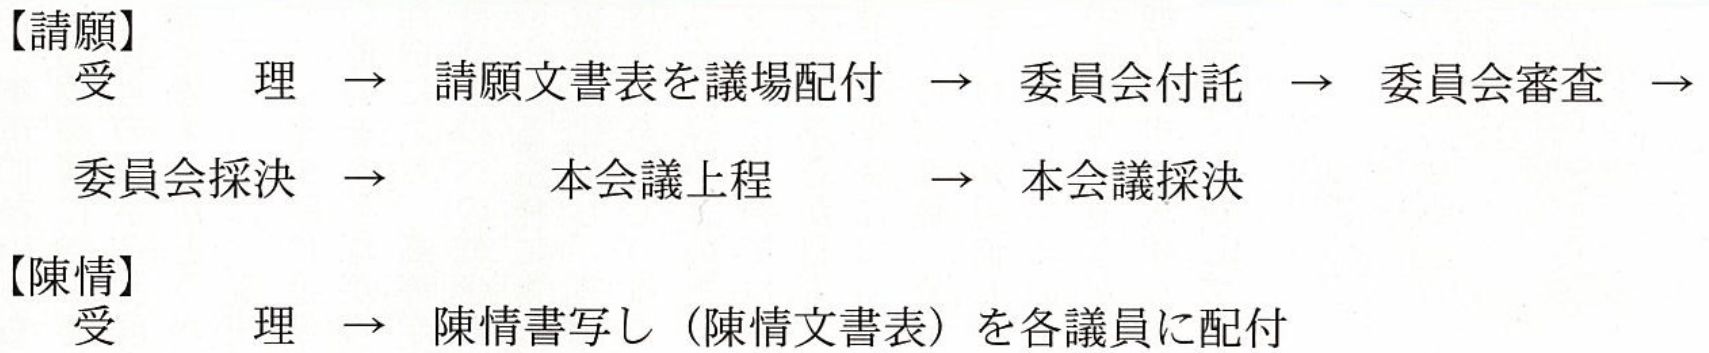 【請願】
受理 → 請願文書表を議場配付 → 委員会付託 → 委員会審査 →
委員会採決 → 本会議上程 → 本会議採決
【陳情】
受理 → 陳情書写し（陳情文書表）を各議員に配付